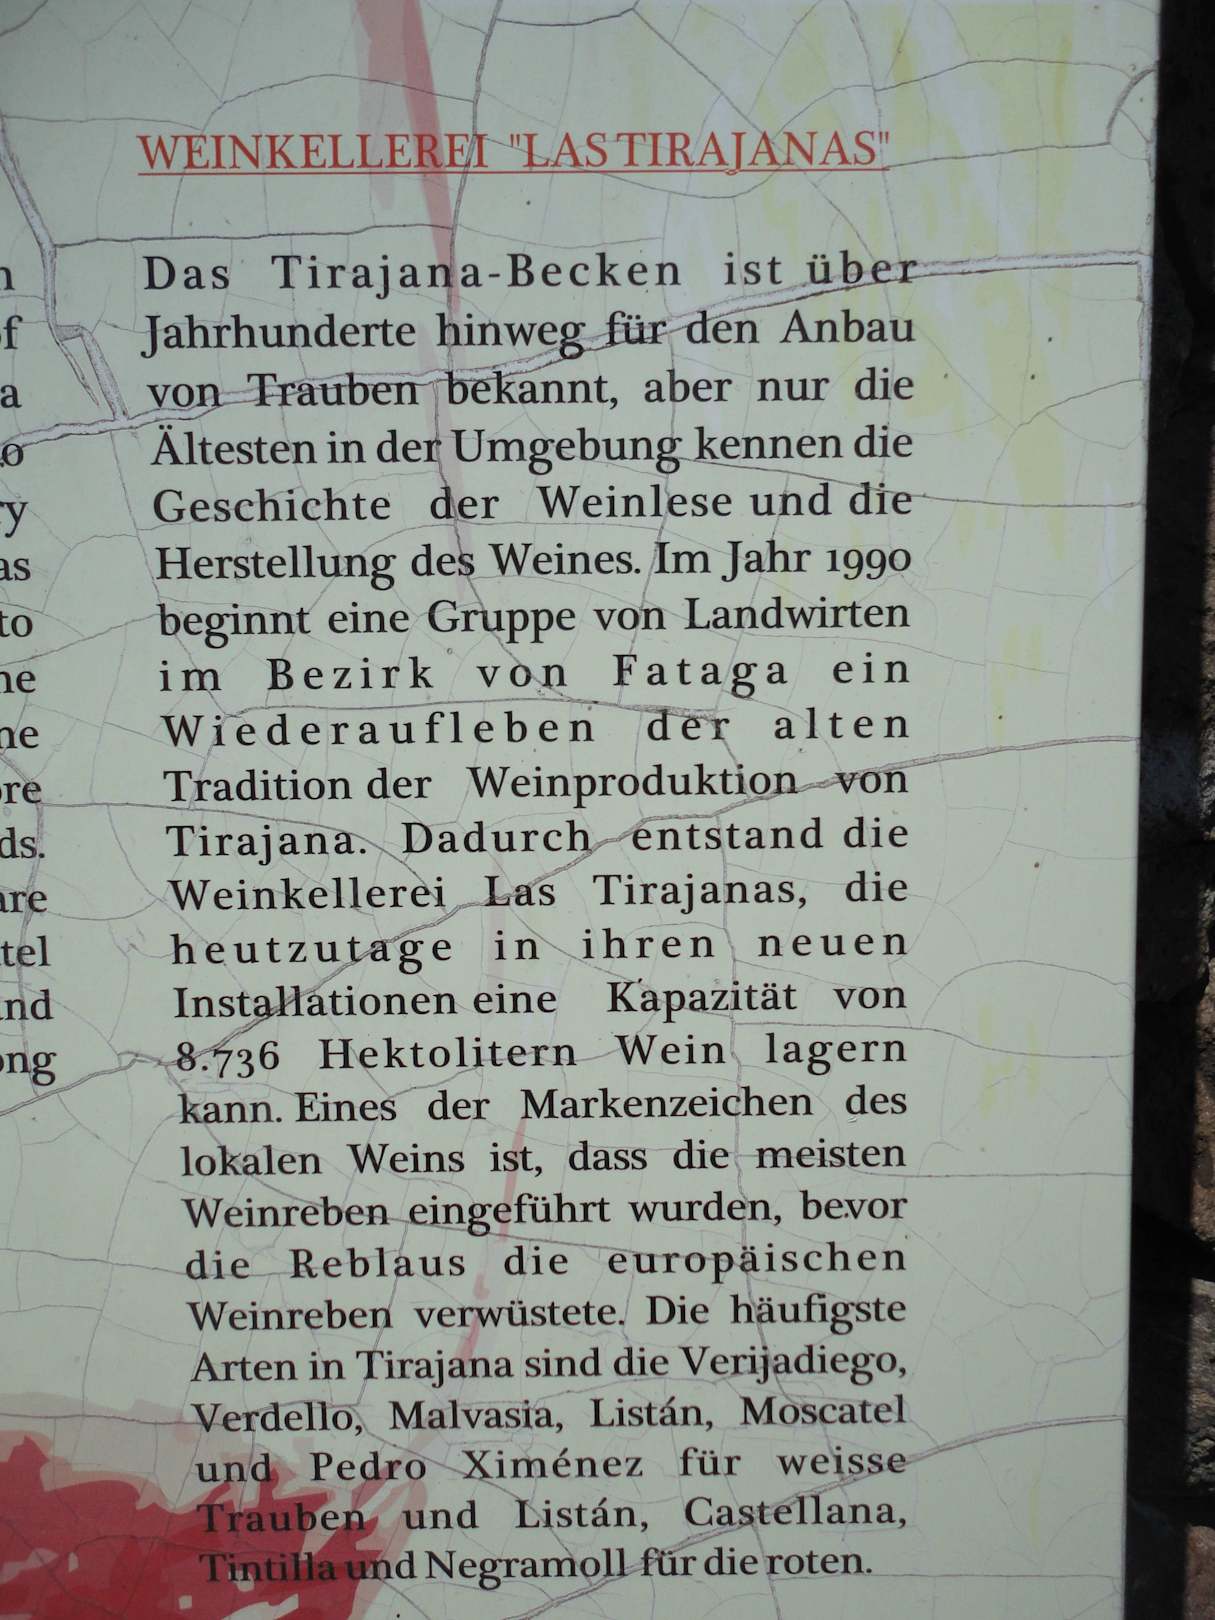 WEINKELLEREI "LAS TIRAJANAS"
Das Tirajana-Becken ist über
Jahrhunderte hinweg für den Anbau
von Trauben bekannt, aber nur die
Ältesten in der Umgebung kennen die
Geschichte der Weinlese und die
Herstellung des Weines. Im Jahr 1990
beginnt eine Gruppe von Landwirten
im Bezirk von Fataga ein
Wiederaufleben der alten
Tradition der Weinproduktion von
Tirajana. Dadurch entstand die
Weinkellerei Las Tirajanas, die
heutzutage in ihren neuen
Installationen eine Kapazität von
8.736 Hektolitern Wein lagern
kann. Eines der Markenzeichen des
lokalen Weins ist, dass die meisten
Weinreben eingeführt wurden, bevor
die Reblaus die europäischen
Weinreben verwüstete. Die häufigste
Arten in Tirajana sind die Verijadiego,
Verdello, Malvasia, Listán, Moscatel
und Pedro Ximénez für weisse
Trauben und Listán, Castellana,
Tintilla und Negramoll für die roten.